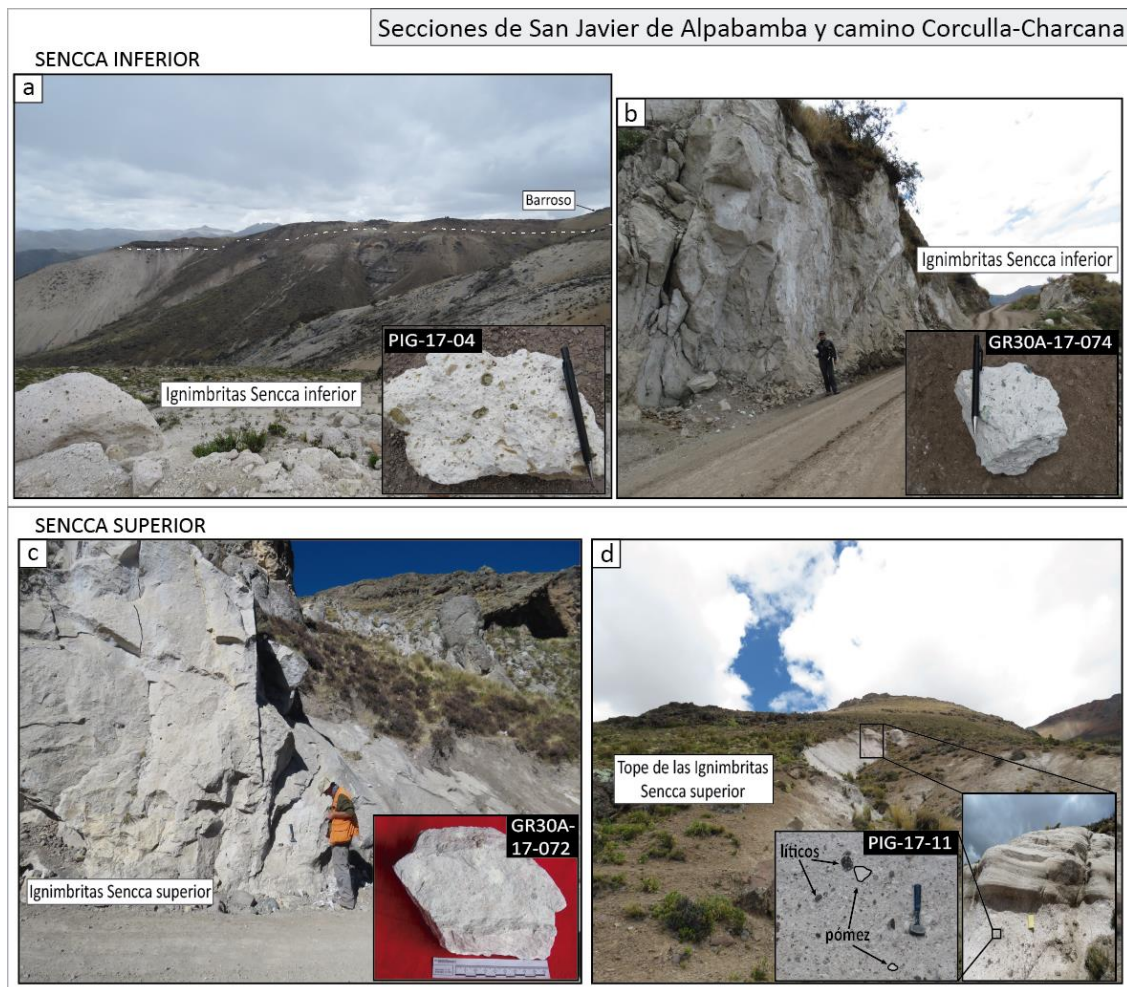 Secciones de San Javier de Alpabamba y camino Corculla-Charcana
SENCCA INFERIOR
a
Barroso
Ignimbritas Sencca inferior
PIG-17-04
b
Ignimbritas Sencca inferior
GR30A-17-074
SENCCA SUPERIOR
c
Ignimbritas Sencca superior
GR30A-
17-072
d
Tope de las Ignimbritas
Sencca superior
PIG-17-11
líticos
pómez